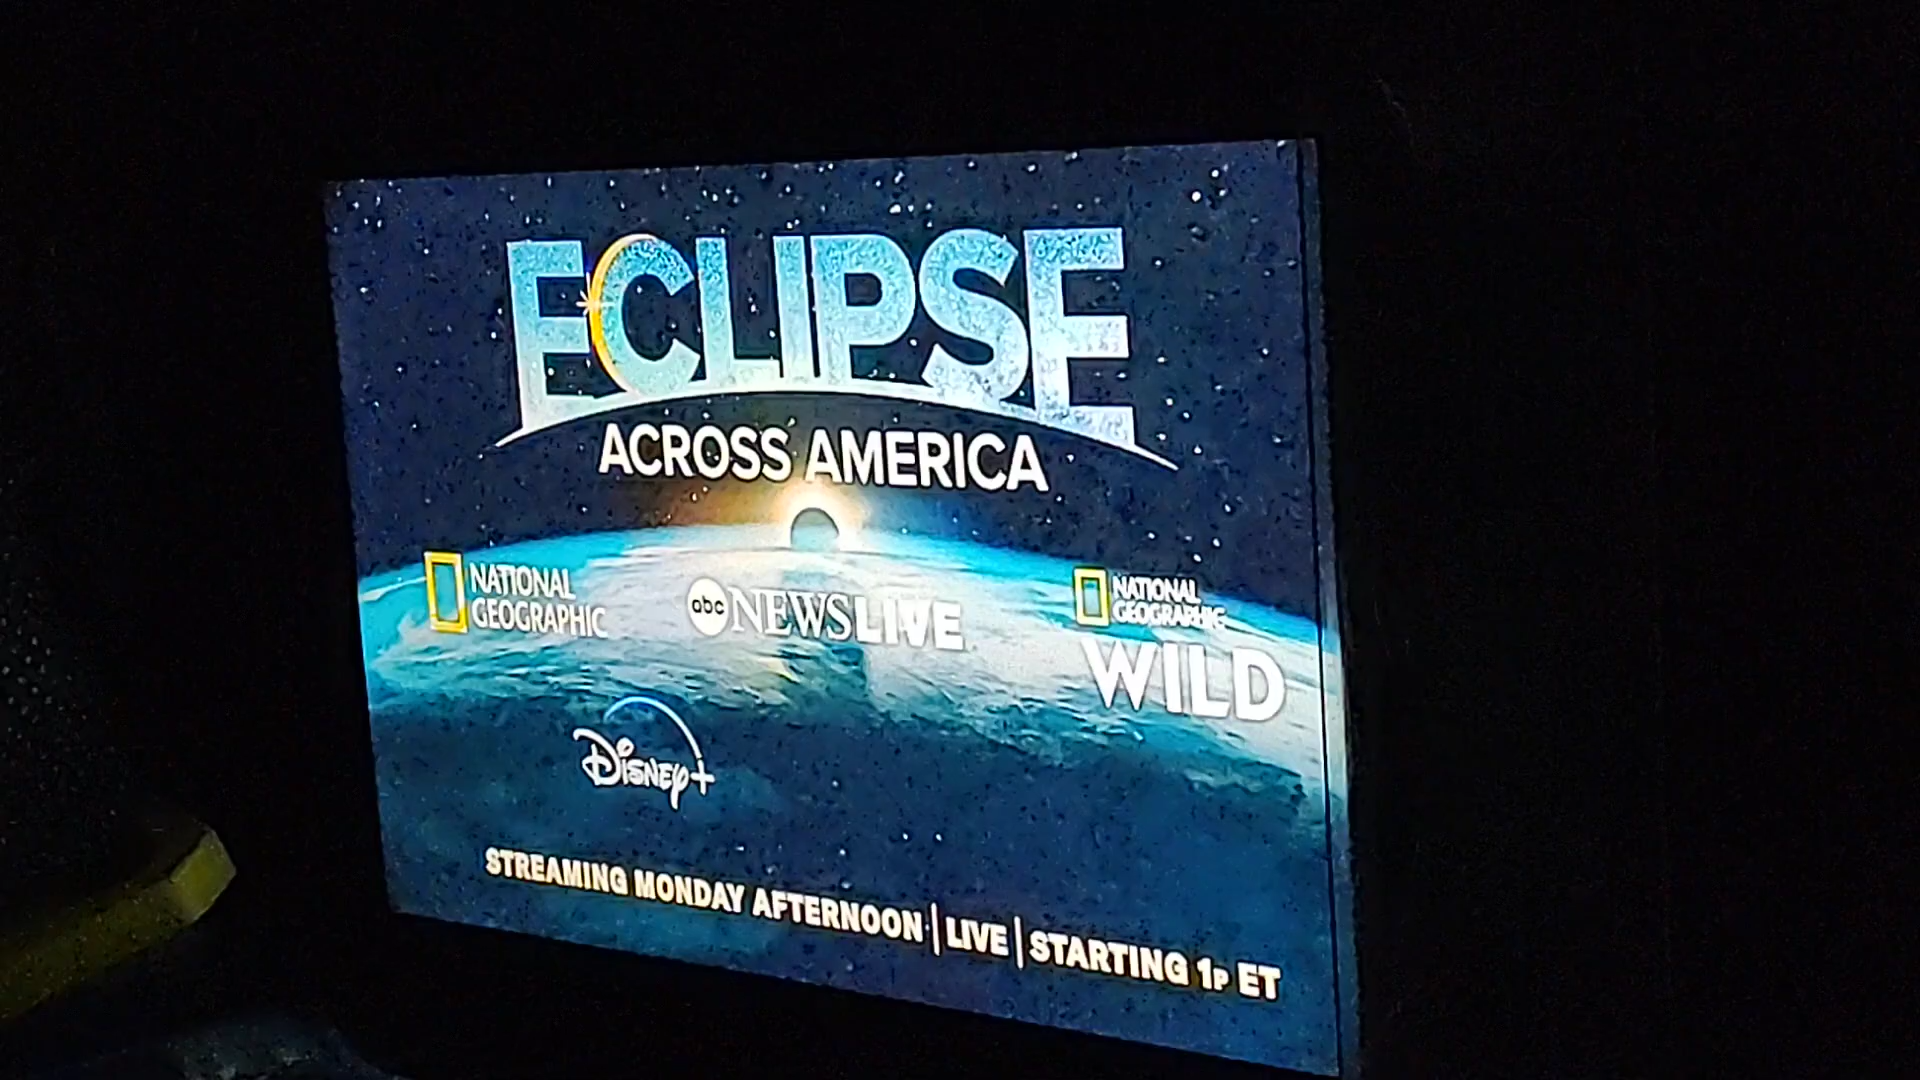 ECLIPSE
ACROSS AMERICA
NATIONAL
GEOGRAPHIC
abc NEWS LIVE
NATIONAL
GEOGRAPHIC
WILD
Disney+
STREAMING MONDAY AFTERNOON | LIVE | STARTING 1P ET